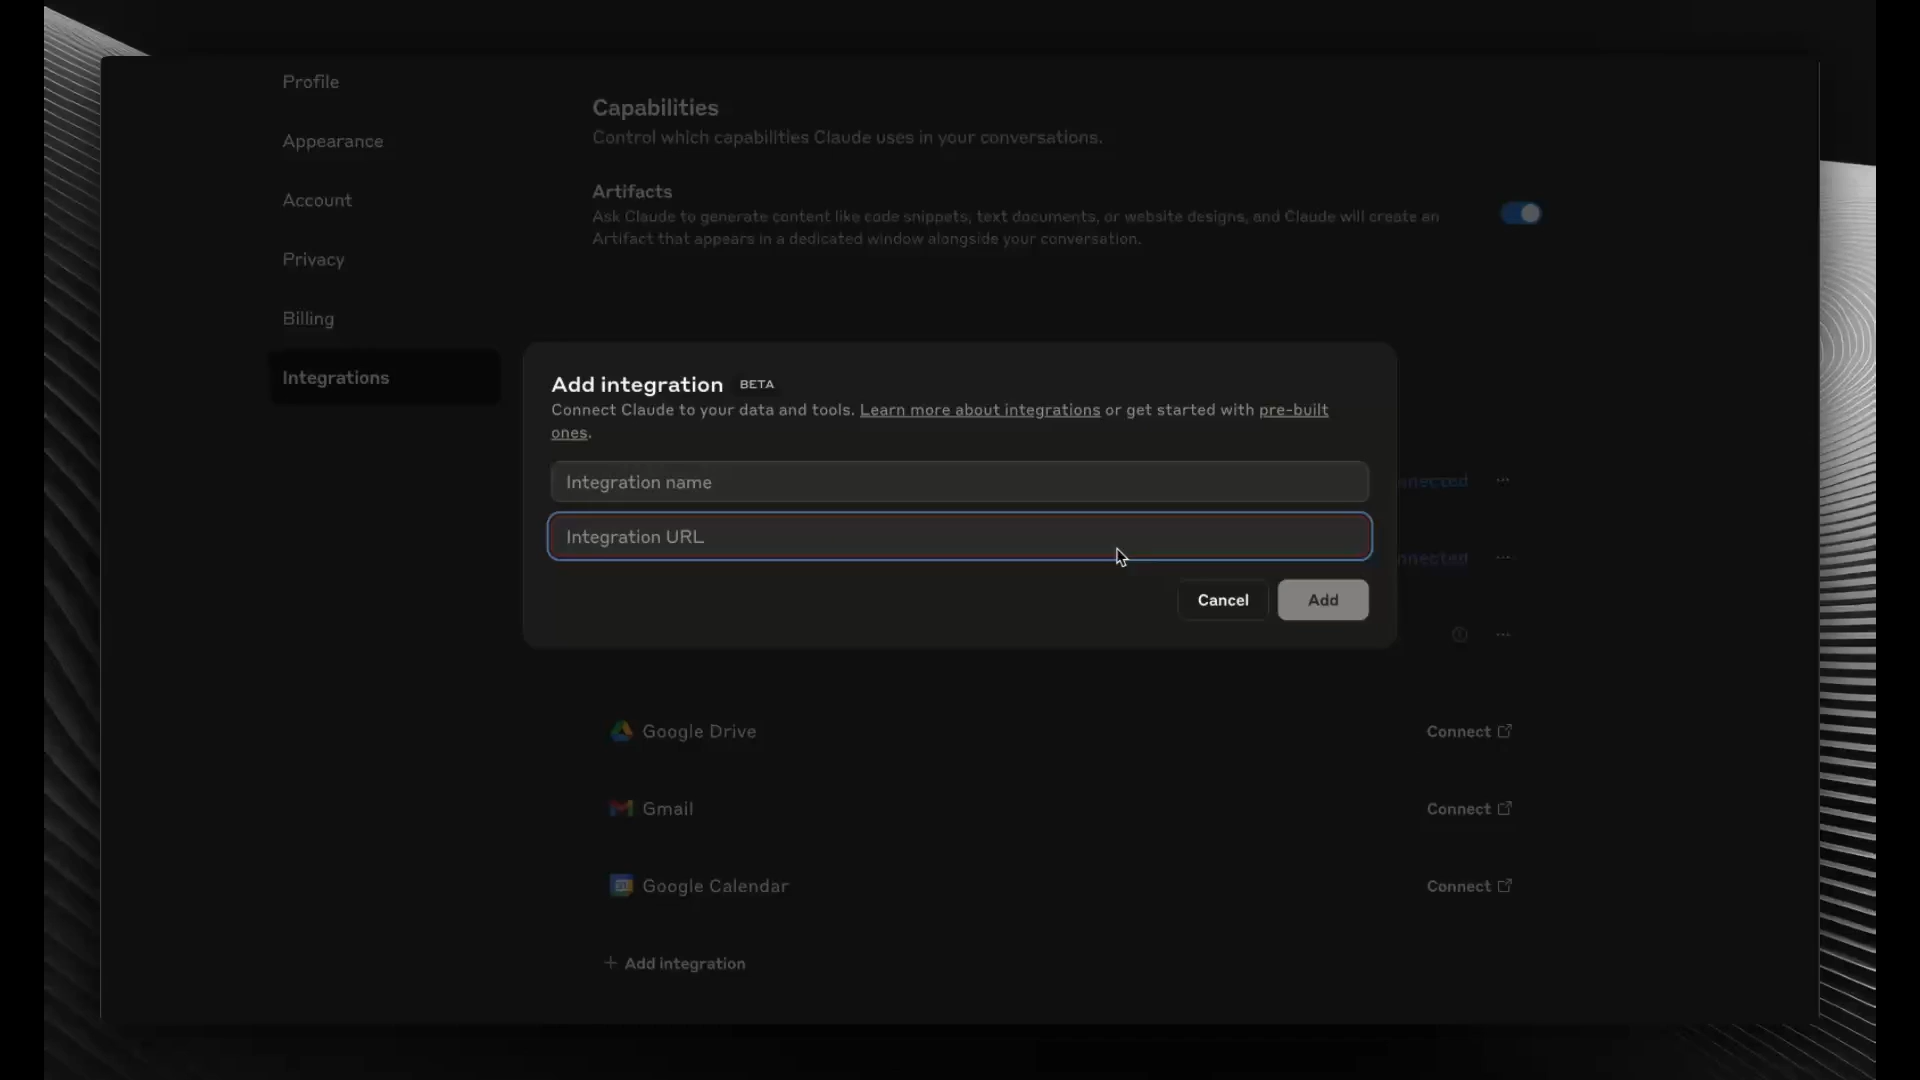 Profile
Appearance
Account
Privacy
Billing
Integrations
Capabilities
Control which capabilities Claude uses in your conversations.
Artifacts
Ask Claude to generate content like code snippets, text documents, or website designs, and Claude will create an
Artifact that appears in a dedicated window alongside your conversation.
Add integration BETA
Connect Claude to your data and tools. Learn more about integrations or get started with pre-built
ones.
Integration name
Integration URL
Cancel Add
Google Drive Connect
Gmail Connect
Google Calendar Connect
+ Add integration